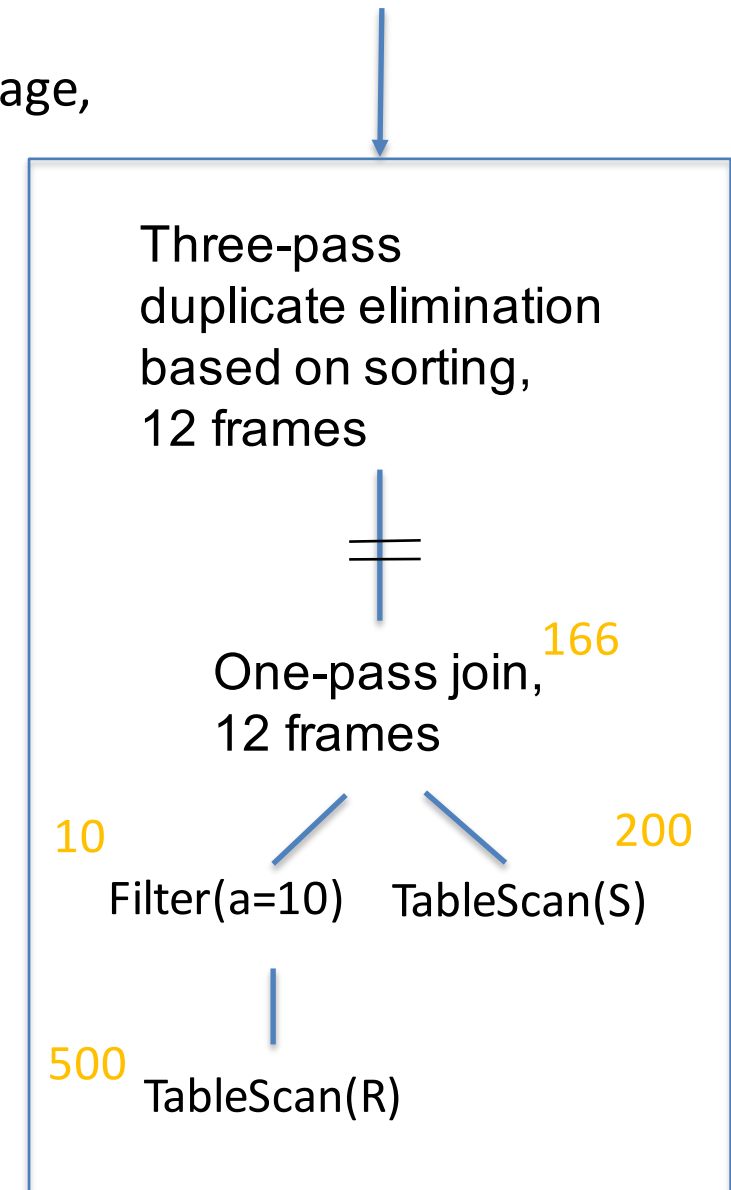 age,
Three-pass
duplicate elimination
based on sorting,
12 frames
166
One-pass join,
12 frames
10
200
Filter(a=10) TableScan(S)
500
TableScan(R)